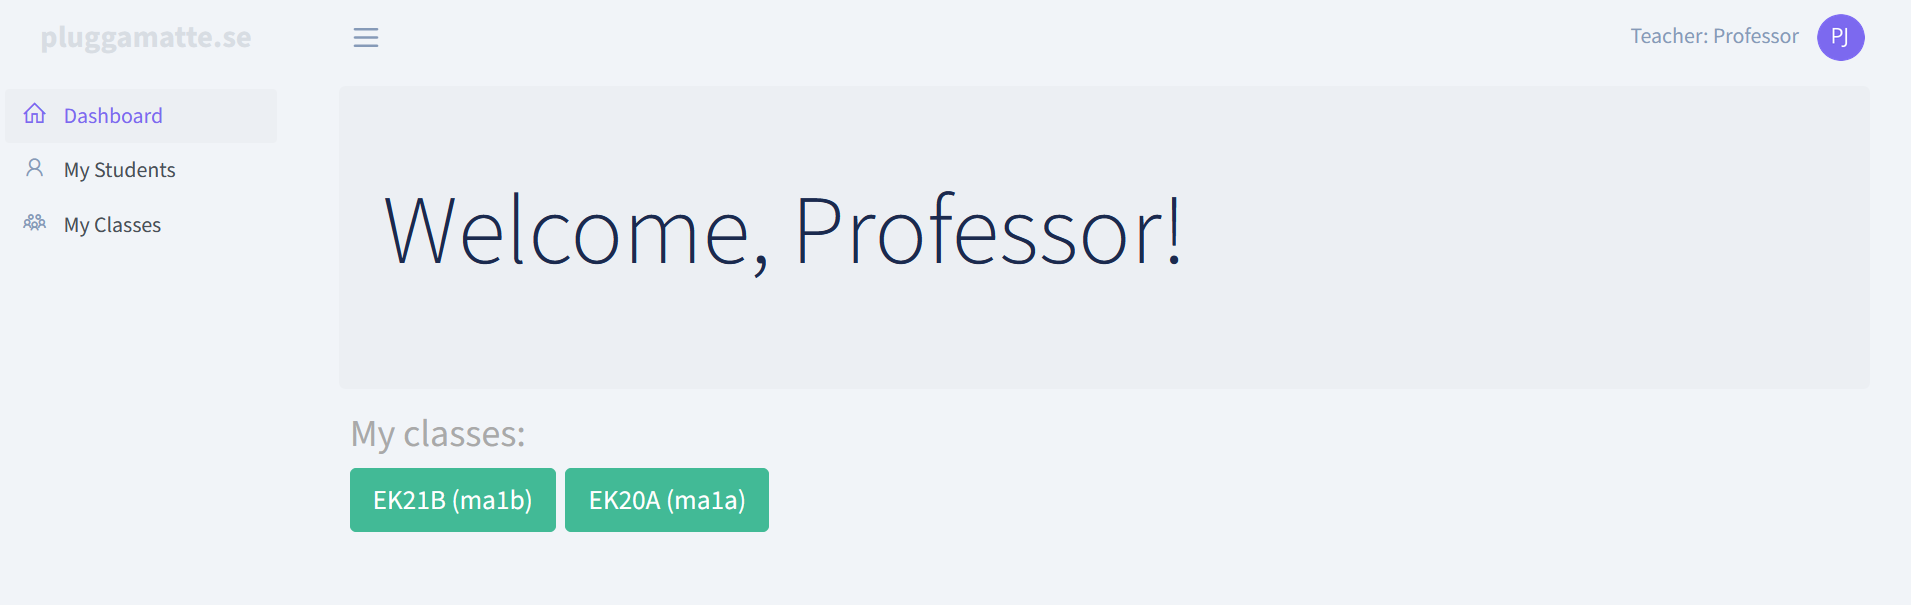 pluggamatte.se
Teacher: Professor
PJ
Dashboard
My Students
My Classes
Welcome, Professor!
My classes:
EK21B (ma1b)
EK20A (ma1a)